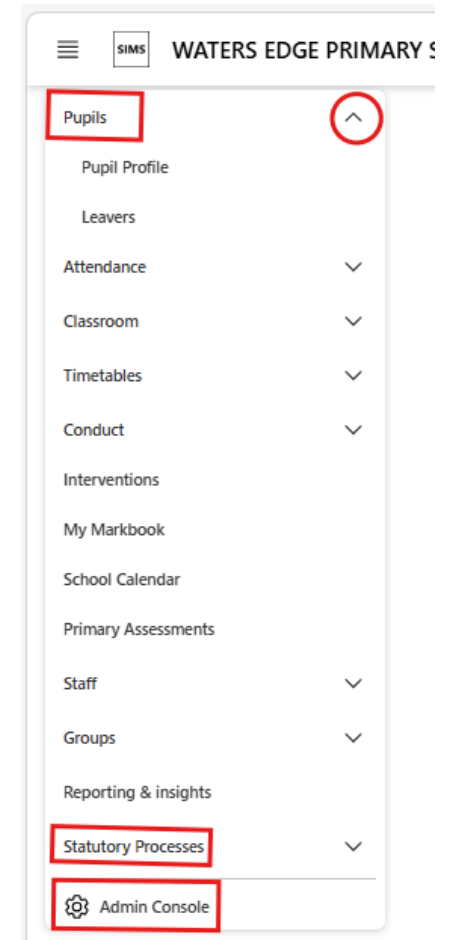 SIMS WATERS EDGE PRIMARY
Pupils
Pupil Profile
Leavers
Attendance
Classroom
Timetables
Conduct
Interventions
My Markbook
School Calendar
Primary Assessments
Staff
Groups
Reporting & insights
Statutory Processes
Admin Console